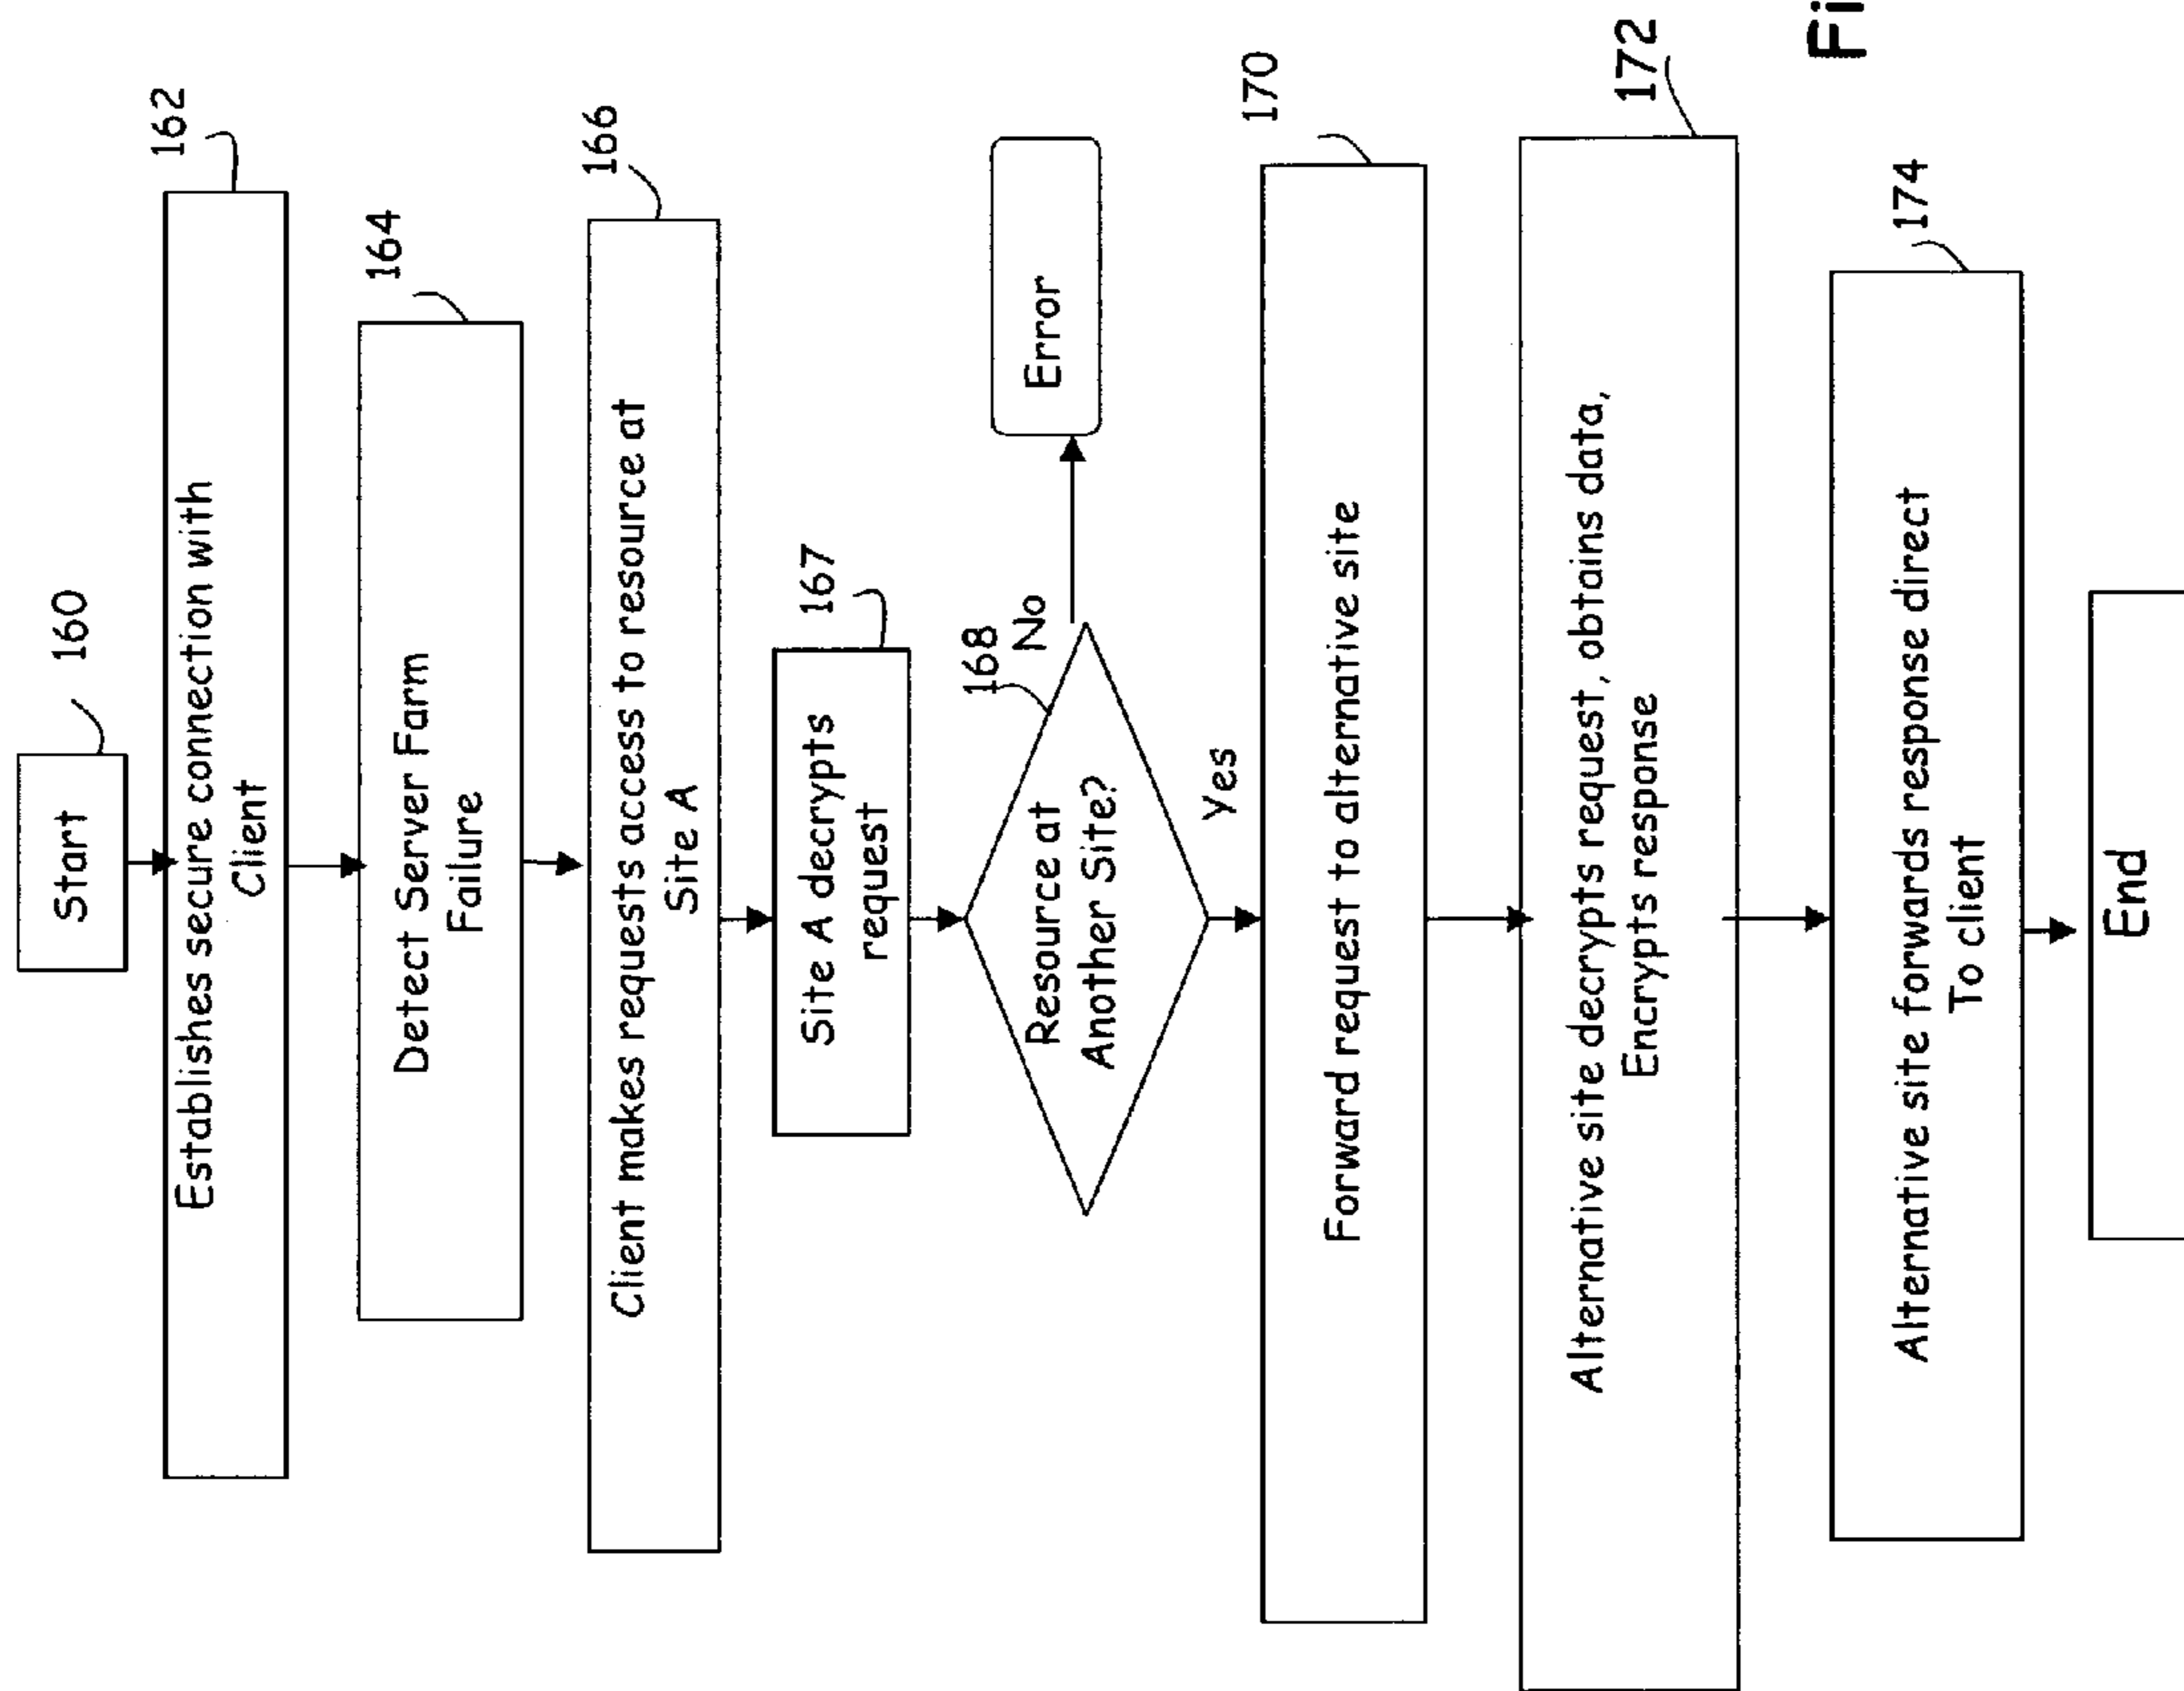 Start
160
Establishes secure connection with
Client
162
Detect Server Farm
Failure
164
Client makes requests access to resource at
Site A
166
Site A decrypts
request
167
168
Resource at
Another Site?
No
Error
Yes
Forward request to alternative site
170
Alternative site decrypts request, obtains data,
Encrypts response
172
Alternative site forwards response direct
To client
174
End
Fi